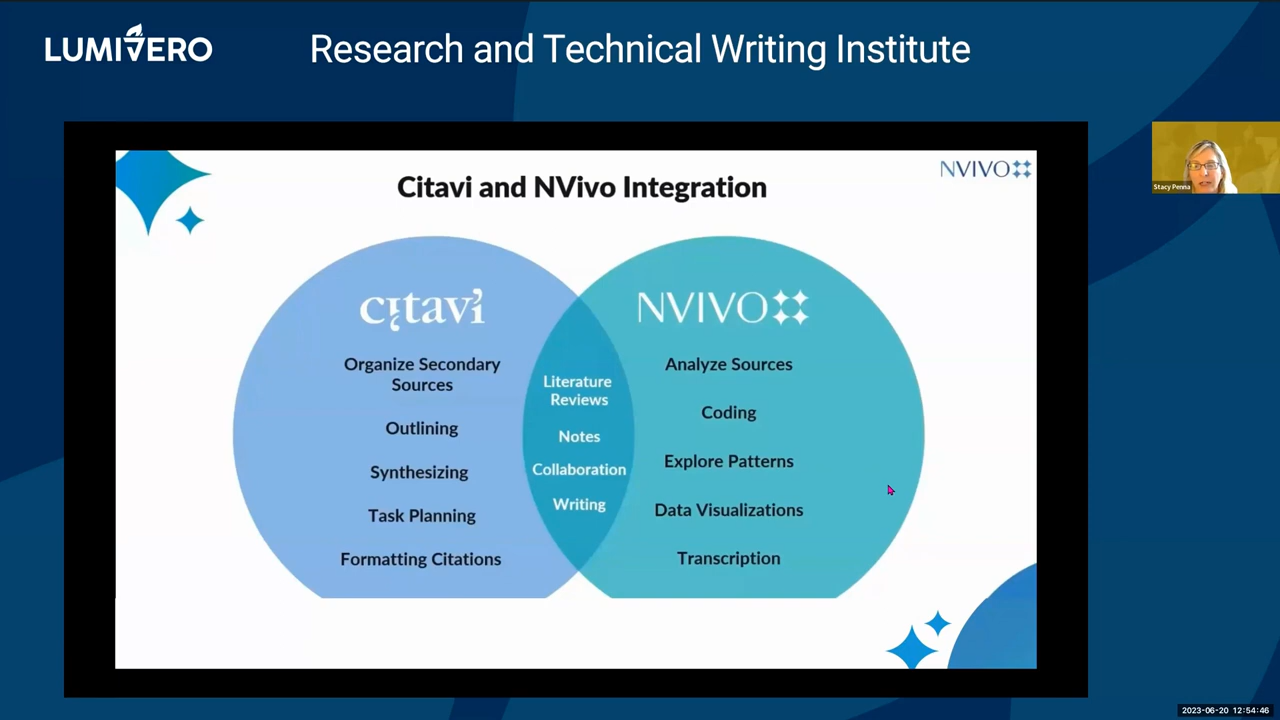 LUMIVERO
Research and Technical Writing Institute
NVIVO
Citavi and NVivo Integration
Stacy Penna
citavi
Organize Secondary
Sources
Outlining
Synthesizing
Task Planning
Formatting Citations
Literature
Reviews
Notes
Collaboration
Writing
NVIVO
Analyze Sources
Coding
Explore Patterns
Data Visualizations
Transcription
2023-06-20 12:54:46